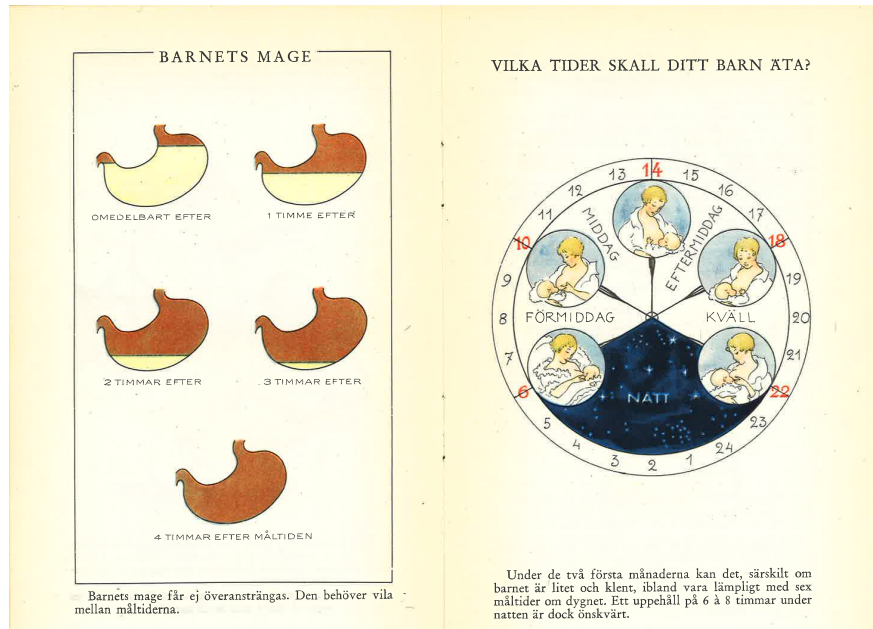 BARNETS MAGE
OMEDELBART EFTER
1 TIMME EFTER
2 TIMMAR EFTER
3 TIMMAR EFTER
4 TIMMAR EFTER MÅLTIDEN
Barnets mage får ej överansträngas. Den behöver vila
mellan måltiderna.
VILKA TIDER SKALL DITT BARN ÄTA?
14
13
15
12
16
11
17
10
18
9
19
8
20
7
21
6
22
5
23
4
24
3
2
1
MIDDAG
EFTERMIDDAG
FÖRMIDDAG
KVÄLL
NATT
Under de två första månaderna kan det, särskilt om
barnet är litet och klent, ibland vara lämpligt med sex
måltider om dygnet. Ett uppehåll på 6 à 8 timmar under
natten är dock önskvärt.